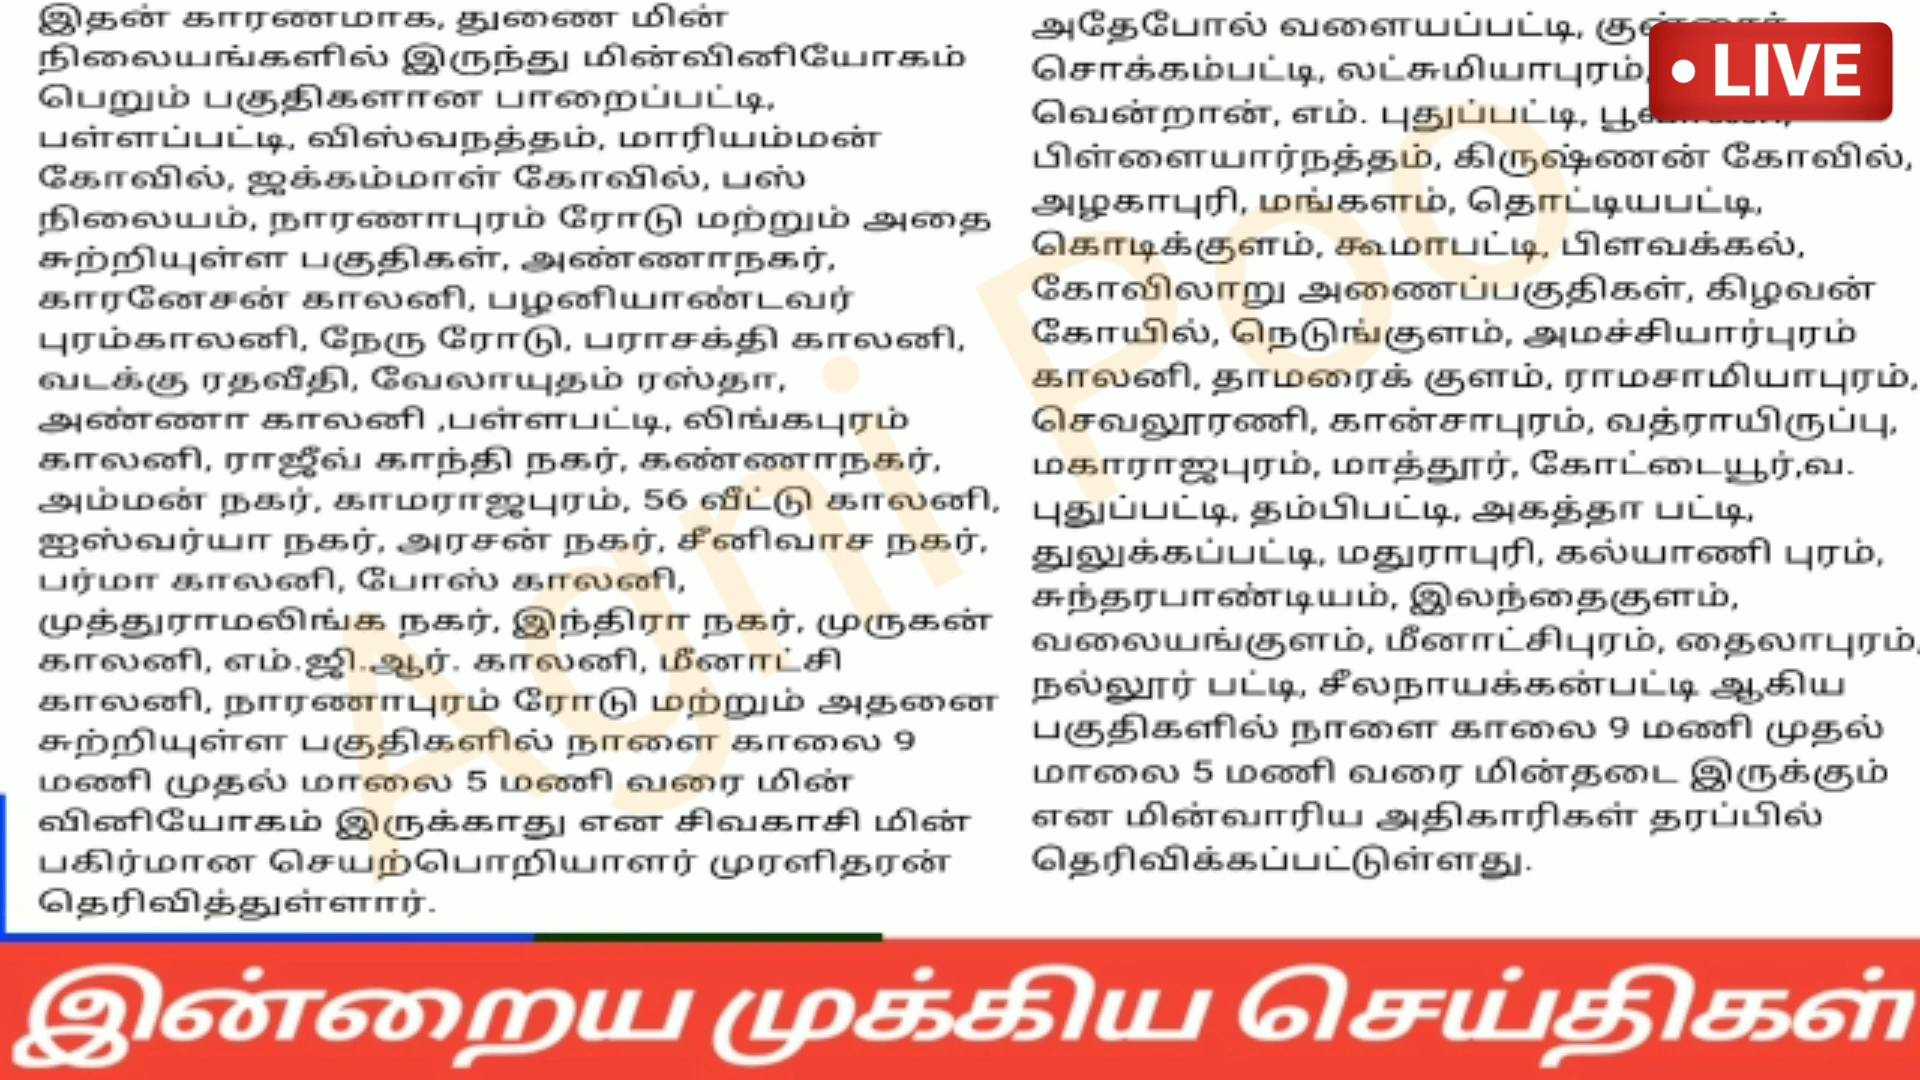 இதன் காரணமாக, துணை மின்
நிலையங்களில் இருந்து மின்வினியோகம்
பெறும் பகுதிகளான பாறைப்பட்டி,
பள்ளப்பட்டி, விஸ்வநத்தம், மாரியம்மன்
கோவில், ஜக்கம்மாள் கோவில், பஸ்
நிலையம், நாரணாபுரம் ரோடு மற்றும் அதை
சுற்றியுள்ள பகுதிகள், அண்ணாநகர்,
காரனேசன் காலனி, பழனியாண்டவர்
புரம்காலனி, நேரு ரோடு, பராசக்தி காலனி,
வடக்கு ரதவீதி, வேலாயுதம் ரஸ்தா,
அண்ணா காலனி ,பள்ளபட்டி, லிங்கபுரம்
காலனி, ராஜீவ் காந்தி நகர், கண்ணாநகர்,
அம்மன் நகர், காமராஜபுரம், 56 வீட்டு காலனி,
ஐஸ்வர்யா நகர், அரசன் நகர், சீனிவாச நகர்,
பர்மா காலனி, போஸ் காலனி,
முத்துராமலிங்க நகர், இந்திரா நகர், முருகன்
காலனி, எம்.ஜி.ஆர். காலனி, மீனாட்சி
காலனி, நாரணாபுரம் ரோடு மற்றும் அதனை
சுற்றியுள்ள பகுதிகளில் நாளை காலை 9
மணி முதல் மாலை 5 மணி வரை மின்
வினியோகம் இருக்காது என சிவகாசி மின்
பகிர்மான செயற்பொறியாளர் முரளிதரன்
தெரிவித்துள்ளார்.
அதேபோல் வளையப்பட்டி,
சொக்கம்பட்டி, லட்சுமியாபுரம்,
வென்றான், எம். புதுப்பட்டி,
பிள்ளையார்நத்தம், கிருஷ்ணன் கோவில்,
அழகாபுரி, மங்களம், தொட்டியபட்டி,
கொடிக்குளம், கூமாபட்டி, பிளவக்கல்,
கோவிலாறு அணைப்பகுதிகள், கிழவன்
கோயில், நெடுங்குளம், அமச்சியார்புரம்
காலனி, தாமரைக் குளம், ராமசாமியாபுரம்,
செவலூரணி, கான்சாபுரம், வத்ராயிருப்பு,
மகாராஜபுரம், மாத்தூர், கோட்டையூர்,வ.
புதுப்பட்டி, தம்பிபட்டி, அகத்தா பட்டி,
துலுக்கப்பட்டி, மதுராபுரி, கல்யாணி புரம்,
சுந்தரபாண்டியம், இலந்தைகுளம்,
வலையங்குளம், மீனாட்சிபுரம், தைலாபுரம்,
நல்லூர் பட்டி, சீலநாயக்கன்பட்டி ஆகிய
பகுதிகளில் நாளை காலை 9 மணி முதல்
மாலை 5 மணி வரை மின்தடை இருக்கும்
என மின்வாரிய அதிகாரிகள் தரப்பில்
தெரிவிக்கப்பட்டுள்ளது.
• LIVE
Agni Poo
இன்றைய முக்கிய செய்திகள்